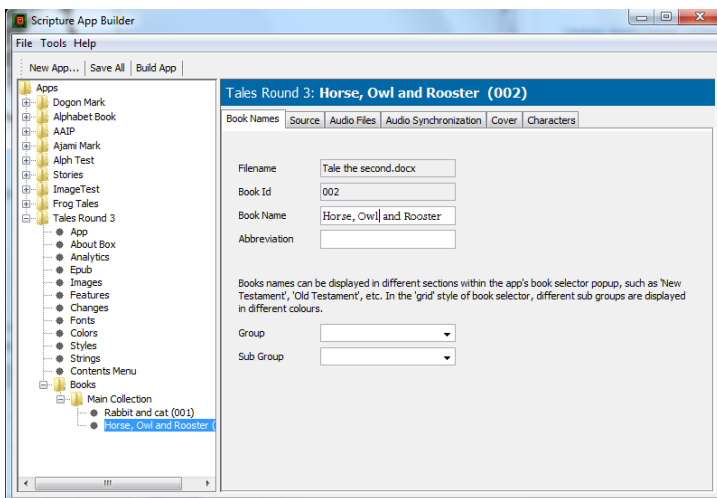 Scripture App Builder
File Tools Help
New App... Save All Build App
Apps
Dogon Mark
Alphabet Book
AAIP
Ajami Mark
Alph Test
Stories
ImageTest
Frog Tales
Tales Round 3
App
About Box
Analytics
Epub
Images
Features
Changes
Fonts
Colors
Styles
Strings
Contents Menu
Books
Main Collection
Rabbit and cat (001)
Horse, Owl and Rooster (
Tales Round 3: Horse, Owl and Rooster (002)
Book Names Source Audio Files Audio Synchronization Cover Characters
Filename Tale the second.docx
Book Id 002
Book Name Horse, Owl and Rooster
Abbreviation
Books names can be displayed in different sections within the app's book selector popup, such as 'New
Testament', 'Old Testament', etc. In the 'grid' style of book selector, different sub groups are displayed
in different colours.
Group
Sub Group